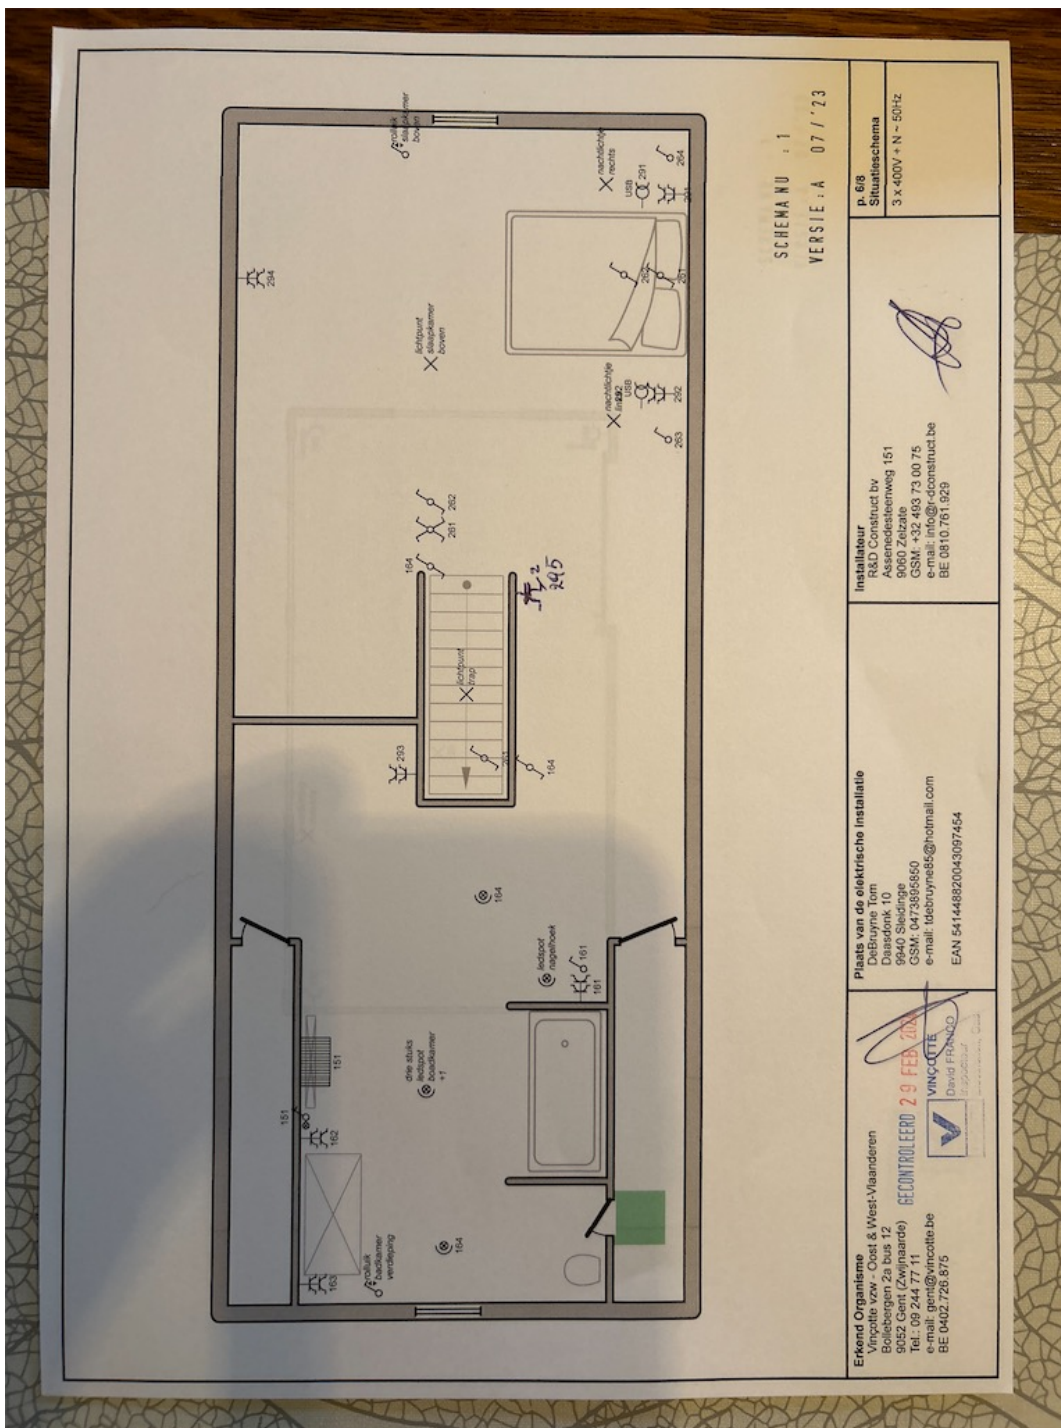 rolluik
slaapkamer
boven
294
nachtlichtje
rechts
USB
291
264
lichtpunt
slaapkamer
boven
262
261
nachtlichtje
USB
292
263
164
261
262
2
295
lichtpunt
trap
293
164
164
ledspot
nagelhoek
161
161
drie stuks
ledspot
boadkamer
+1
151
151
162
163
rolluik
badkamer
verdieping
164
SCHEMA NU : 1
VERSIE : A 07/'23
p. 6/8
Situatieschema
3 x 400V + N ~ 50Hz
Installateur
R&D Construct bv
Assenedesteenweg 151
9060 Zelzate
GSM: +32 493 73 00 75
e-mail: info@r-dconstruct.be
BE 0810.761.929
Plaats van de elektrische installatie
DeBruyne Tom
Daasdonk 10
9940 Sleidinge
GSM: 0473895850
e-mail: tdebruyne85@hotmail.com
EAN 541448820043097454
Erkend Organisme
Vinçotte vzw - Oost & West-Vlaanderen
Bollebergen 2a bus 12
9052 Gent (Zwijnaarde)
Tel.: 09 244 77 11
e-mail: gent@vincotte.be
BE 0402.726.875
GECONTROLEERD 29 FEB
VINÇOTTE
David FRANCO